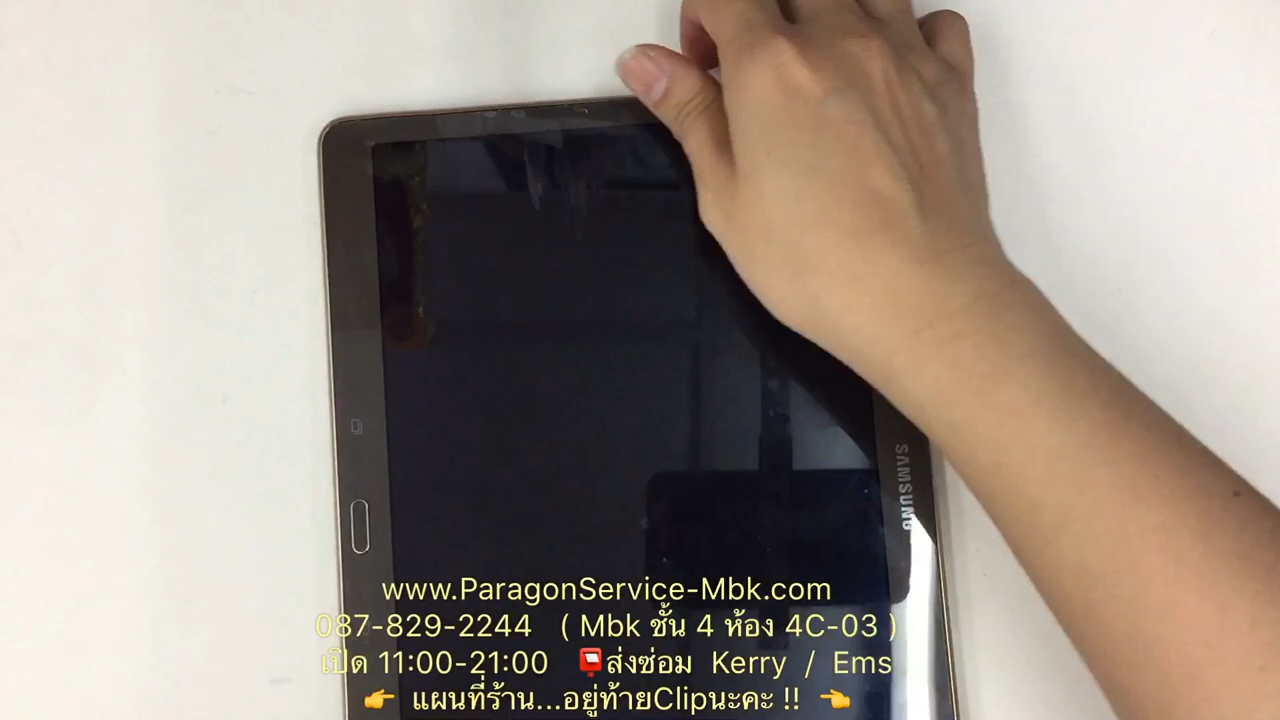 SAMSUNG
www.ParagonService-Mbk.com
087-829-2244 ( Mbk ชั้น 4 ห้อง 4C-03 )
เปิด 11:00-21:00 📮ส่งซ่อม Kerry / Ems
👉 แผนที่ร้าน...อยู่ท้ายClipนะคะ !! 👈